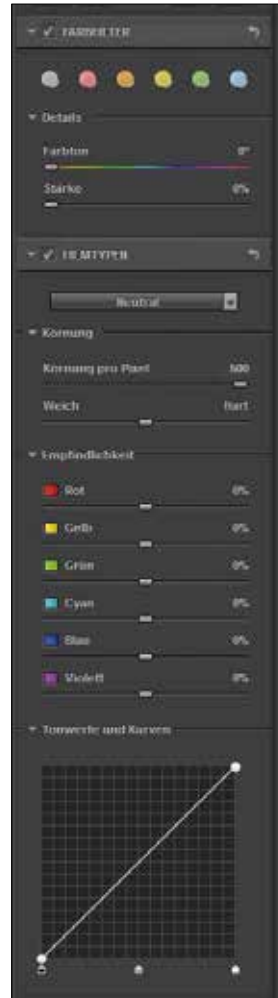 FARBFILTER
Details
Farbton 0°
Stärke 0%
FILMTYPEN
Neutral
Körnung
Körnung pro Pixel 500
Weich Hart
Empfindlichkeit
Rot 0%
Gelb 0%
Grün 0%
Cyan 0%
Blau 0%
Violett 0%
Tonwerte und Kurven